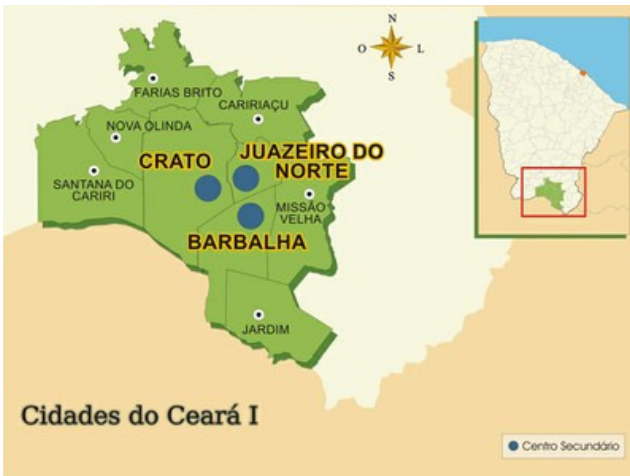 N
O
L
S
FARIAS BRITO
CARIRIAÇU
NOVA OLINDA
CRATO
JUAZEIRO DO
NORTE
SANTANA DO
CARIRI
MISSÃO
VELHA
BARBALHA
JARDIM
Cidades do Ceará I
Centro Secundário